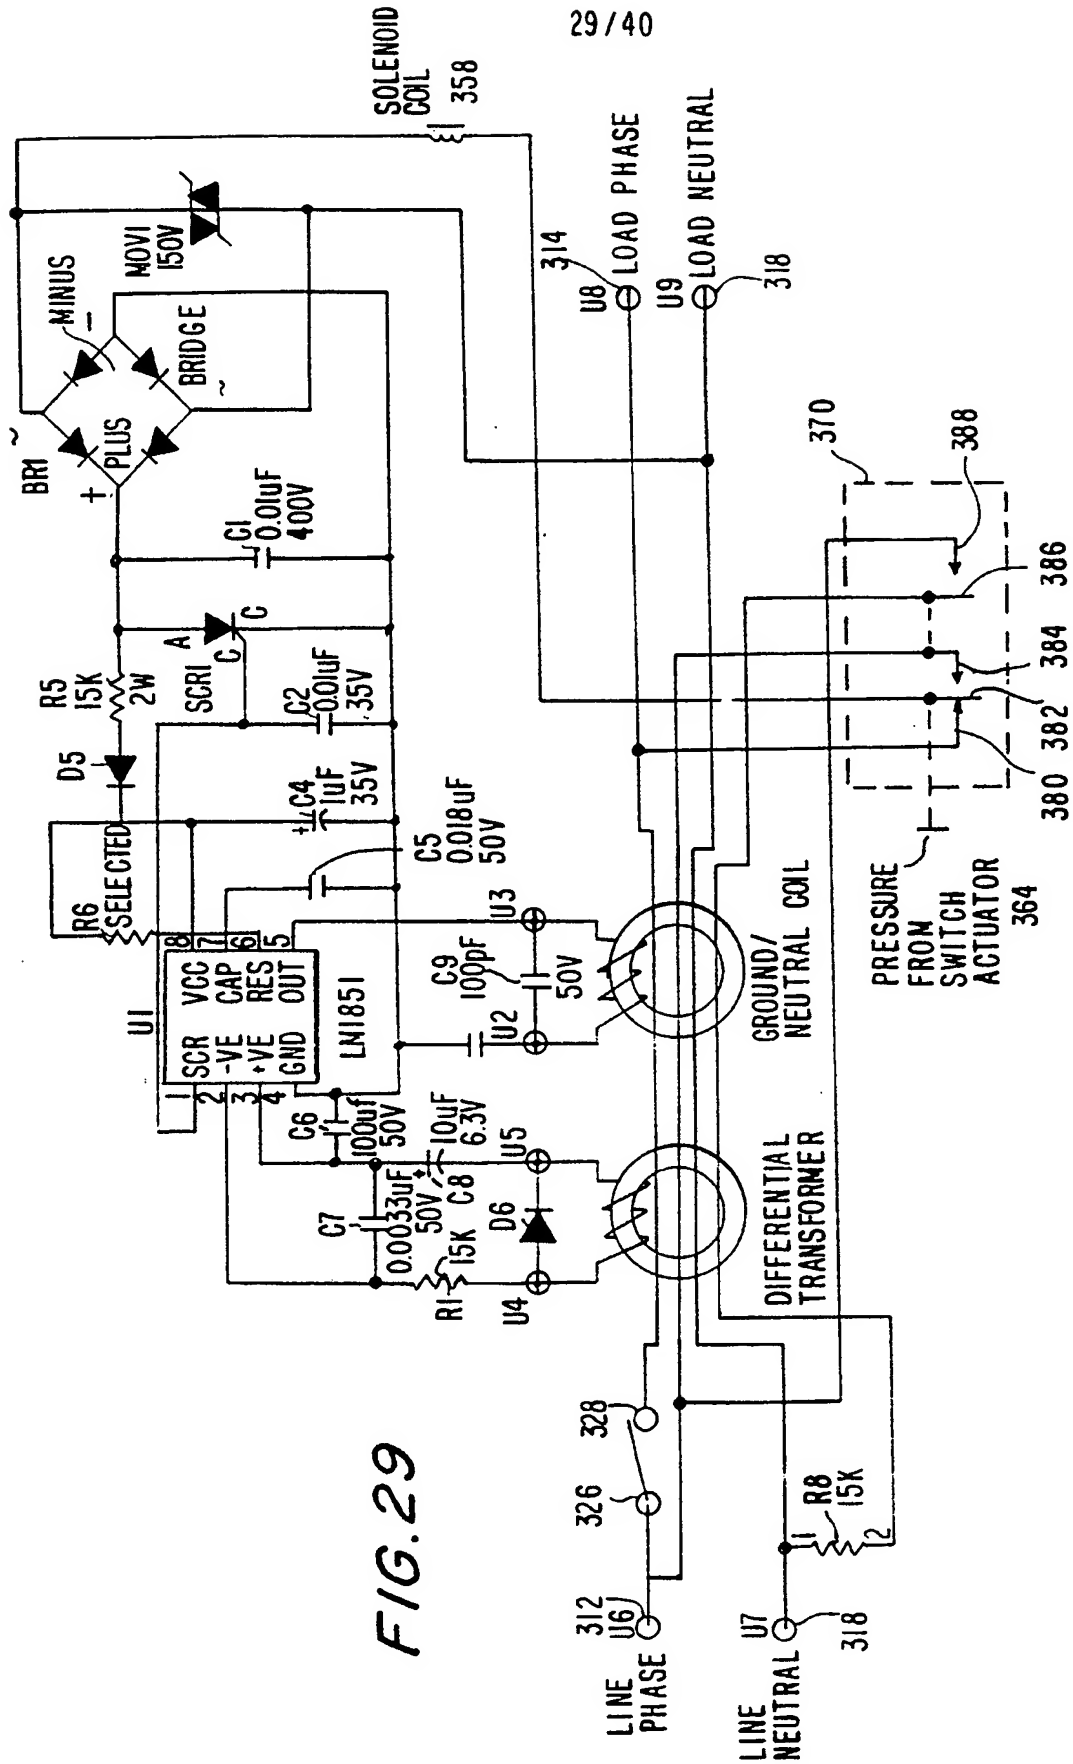 29/40
FIG. 29
SOLENOID
COIL
358
MOV1
150V
MINUS
-
BRIDGE
~
~
BR1
PLUS
+
C1
0.01uF
400V
R5
15K
2W
A
C
C
SCR1
C2
0.01uF
35V
D5
+
C4
1uF
35V
C5
0.018uF
50V
R6
SELECTED
U1
8
7
6
5
VCC
CAP
RES
OUT
SCR
-VE
+VE
GND
1
2
3
4
LN1851
U3
C9
100pF
50V
U2
C6
100uf
50V
C7
0.0033uF
50V
+
10uF
6.3V
C8
R1
15K
D6
U5
U4
GROUND/
NEUTRAL COIL
DIFFERENTIAL
TRANSFORMER
314
U8
LOAD PHASE
U9
LOAD NEUTRAL
318
370
388
386
384
382
380
PRESSURE
FROM
SWITCH
ACTUATOR
364
328
326
312
U6
LINE
PHASE
U7
318
LINE
NEUTRAL
1
R8
15K
2